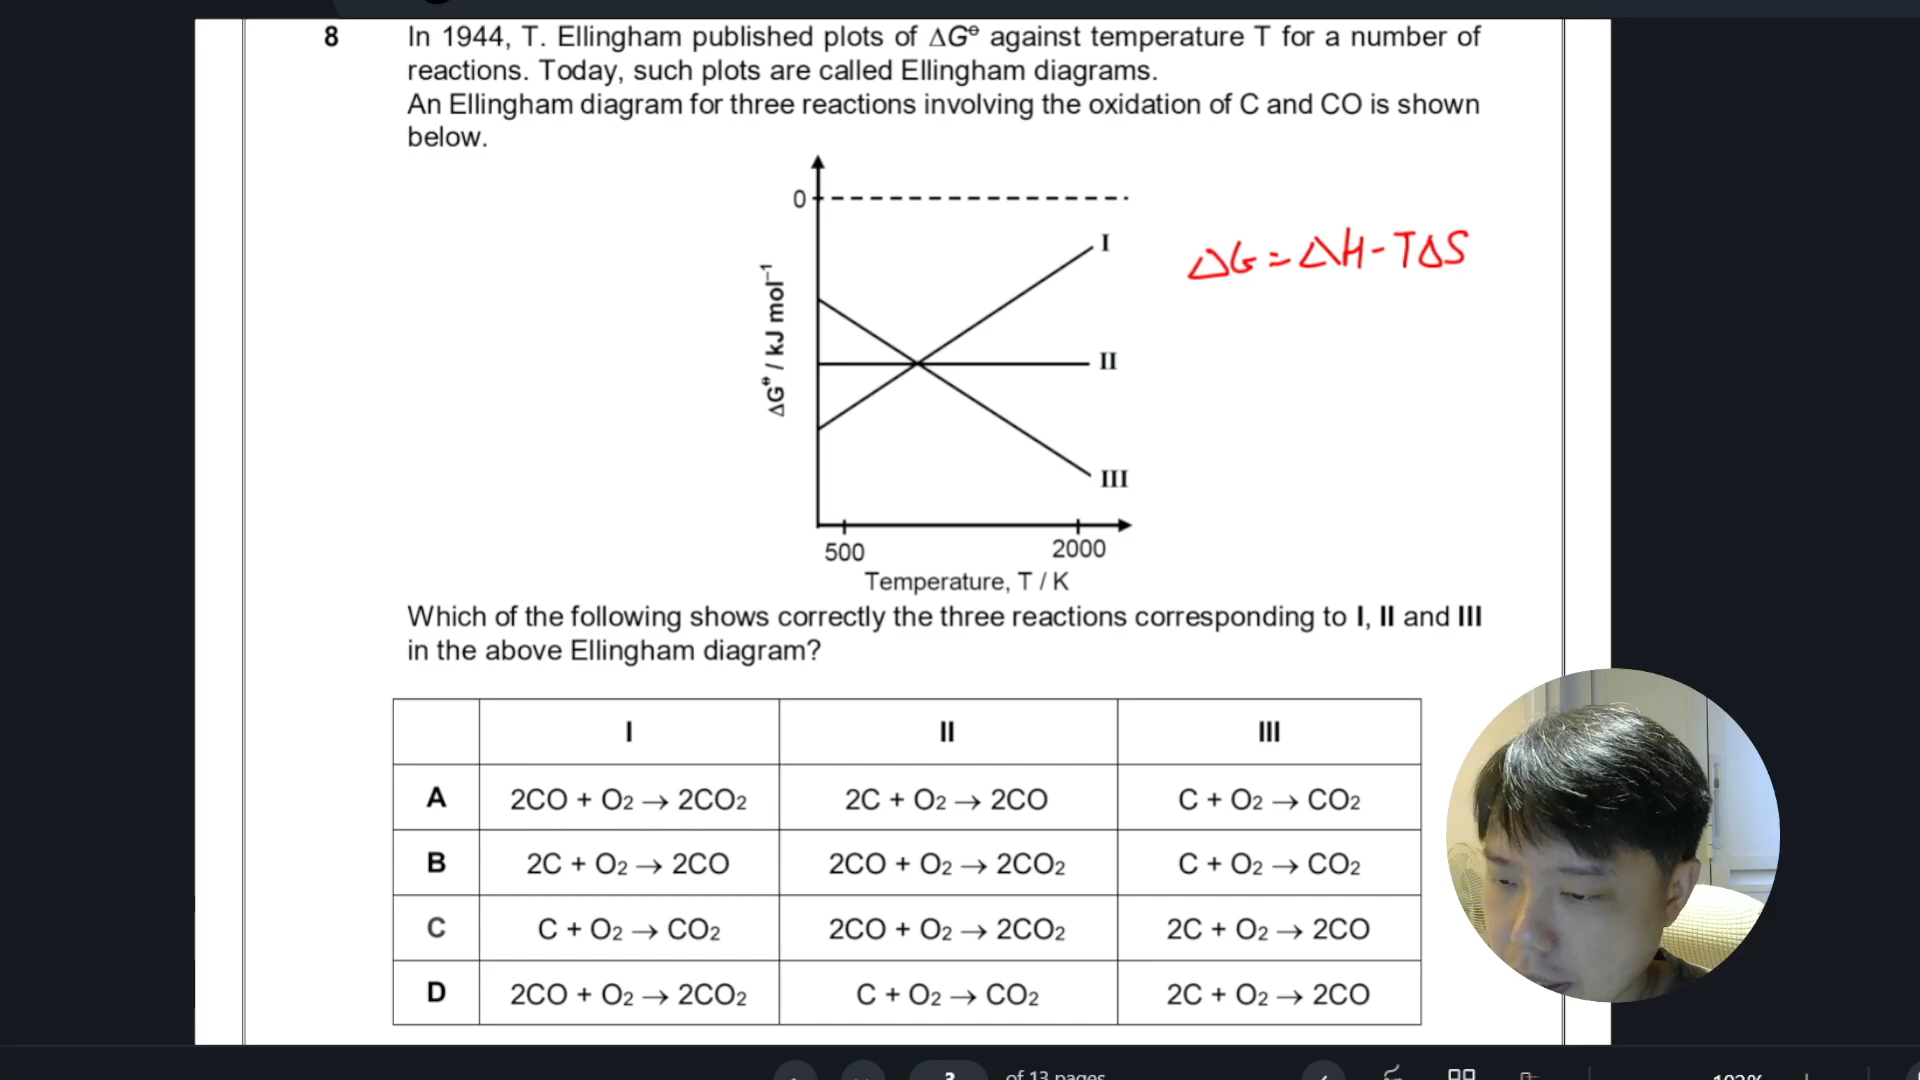 8 In 1944, T. Ellingham published plots of ΔG⦵ against temperature T for a number of
reactions. Today, such plots are called Ellingham diagrams.
An Ellingham diagram for three reactions involving the oxidation of C and CO is shown
below.
0
I
ΔG = ΔH - TΔS
ΔG⦵ / kJ mol⁻¹
II
III
500 2000
Temperature, T / K
Which of the following shows correctly the three reactions corresponding to I, II and III
in the above Ellingham diagram?
I II III
A 2CO + O₂ → 2CO₂ 2C + O₂ → 2CO C + O₂ → CO₂
B 2C + O₂ → 2CO 2CO + O₂ → 2CO₂ C + O₂ → CO₂
C C + O₂ → CO₂ 2CO + O₂ → 2CO₂ 2C + O₂ → 2CO
D 2CO + O₂ → 2CO₂ C + O₂ → CO₂ 2C + O₂ → 2CO
3 of 13 pages